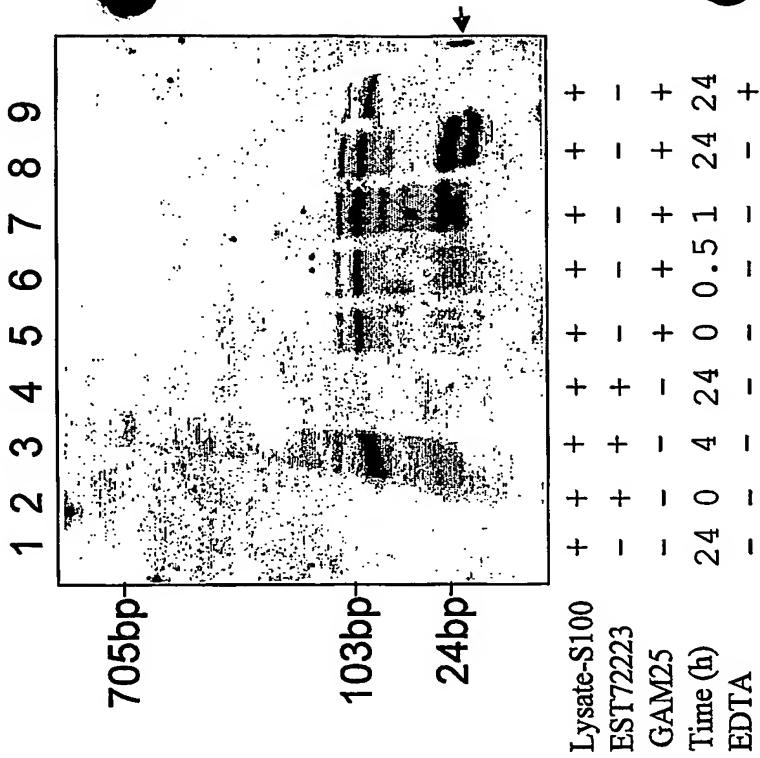 1 2 3 4 5 6 7 8 9
705bp
103bp
24bp
Lysate-S100 + + + + + + + + +
EST72223 - + + + - - - - -
GAM25 - - - - + + + + +
Time (h) 24 0 4 24 0 0.5 1 24 24
EDTA - - - - - - - - +